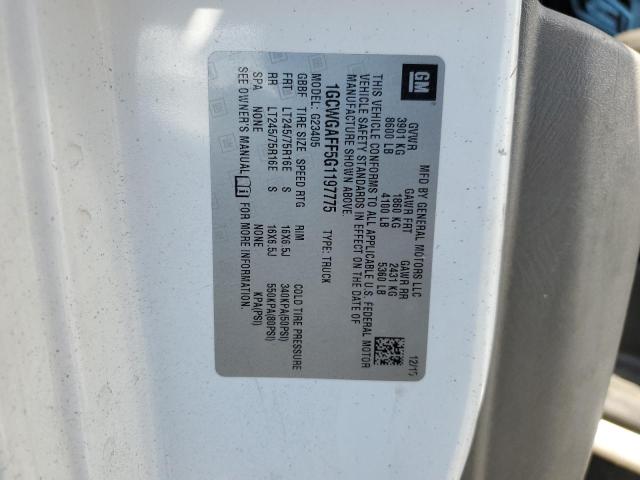 GM
MFD BY GENERAL MOTORS LLC
GVWR GAWR FRT GAWR RR
3901 KG 1860 KG 2431 KG
8600 LB 4100 LB 5360 LB
12/15
THIS VEHICLE CONFORMS TO ALL APPLICABLE U.S. FEDERAL MOTOR
VEHICLE SAFETY STANDARDS IN EFFECT ON THE DATE OF
MANUFACTURE SHOWN ABOVE.
1GCWGAFF5G1197775 TYPE: TRUCK
MODEL: G23405
GBBF TIRE SIZE SPEED RTG RIM COLD TIRE PRESSURE
FRT LT245/75R16E S 16X6.5J 340KPA(50PSI)
RR LT245/75R16E S 16X6.5J 550KPA(80PSI)
SPA NONE NONE KPA(PSI)
SEE OWNER'S MANUAL FOR MORE INFORMATION.